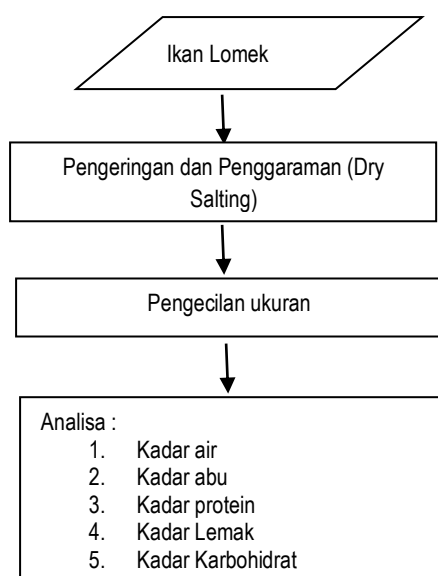 Ikan Lomek
Pengeringan dan Penggaraman (Dry
Salting)
Pengecilan ukuran
Analisa :
1. Kadar air
2. Kadar abu
3. Kadar protein
4. Kadar Lemak
5. Kadar Karbohidrat